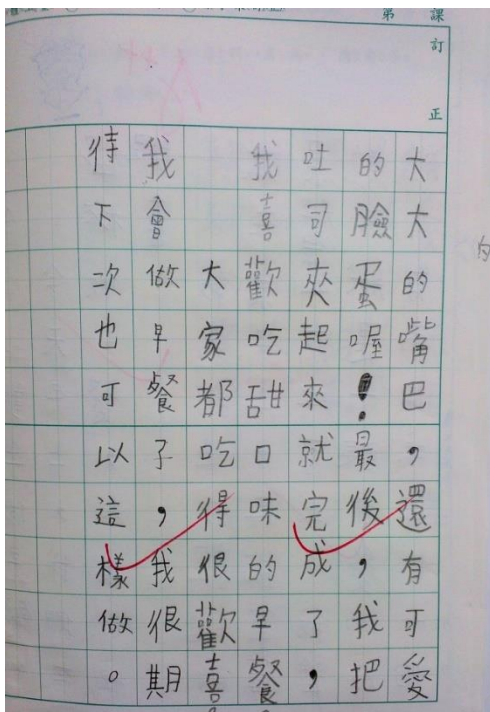 第 課
訂正
大大的嘴巴，還有可愛
的臉蛋喔！最後，我把
吐司夾起來就完成了，
我喜歡吃甜口味的早餐，
大家都吃得很歡喜，
我會做早餐了，我很期
待下次也可以這樣做。